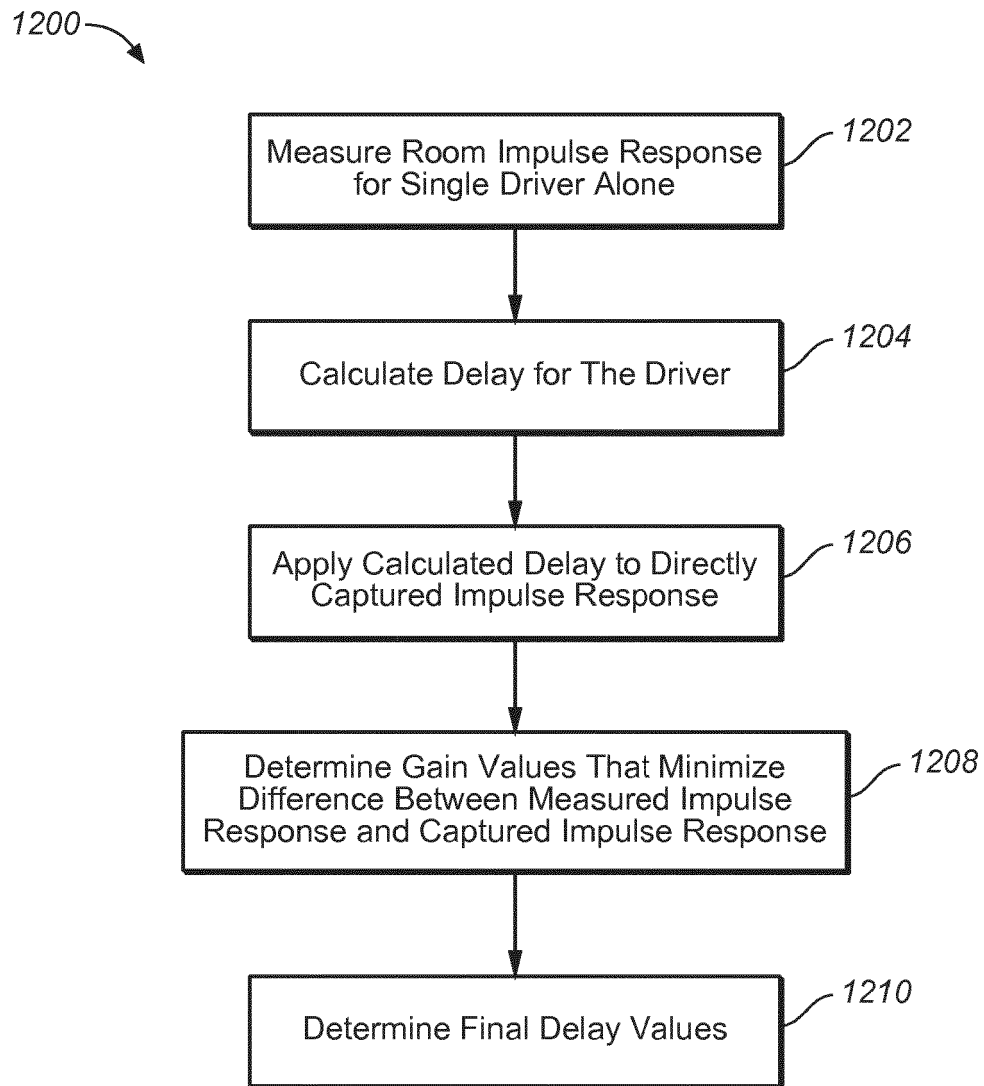 1200
1202
Measure Room Impulse Response
for Single Driver Alone
1204
Calculate Delay for The Driver
1206
Apply Calculated Delay to Directly
Captured Impulse Response
1208
Determine Gain Values That Minimize
Difference Between Measured Impulse
Response and Captured Impulse Response
1210
Determine Final Delay Values